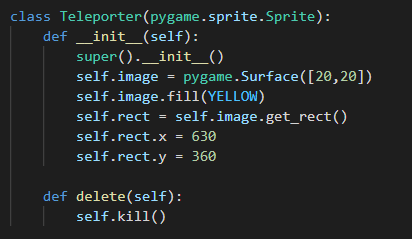 class Teleporter(pygame.sprite.Sprite):
    def __init__(self):
        super().__init__()
        self.image = pygame.Surface([20,20])
        self.image.fill(YELLOW)
        self.rect = self.image.get_rect()
        self.rect.x = 630
        self.rect.y = 360

    def delete(self):
        self.kill()